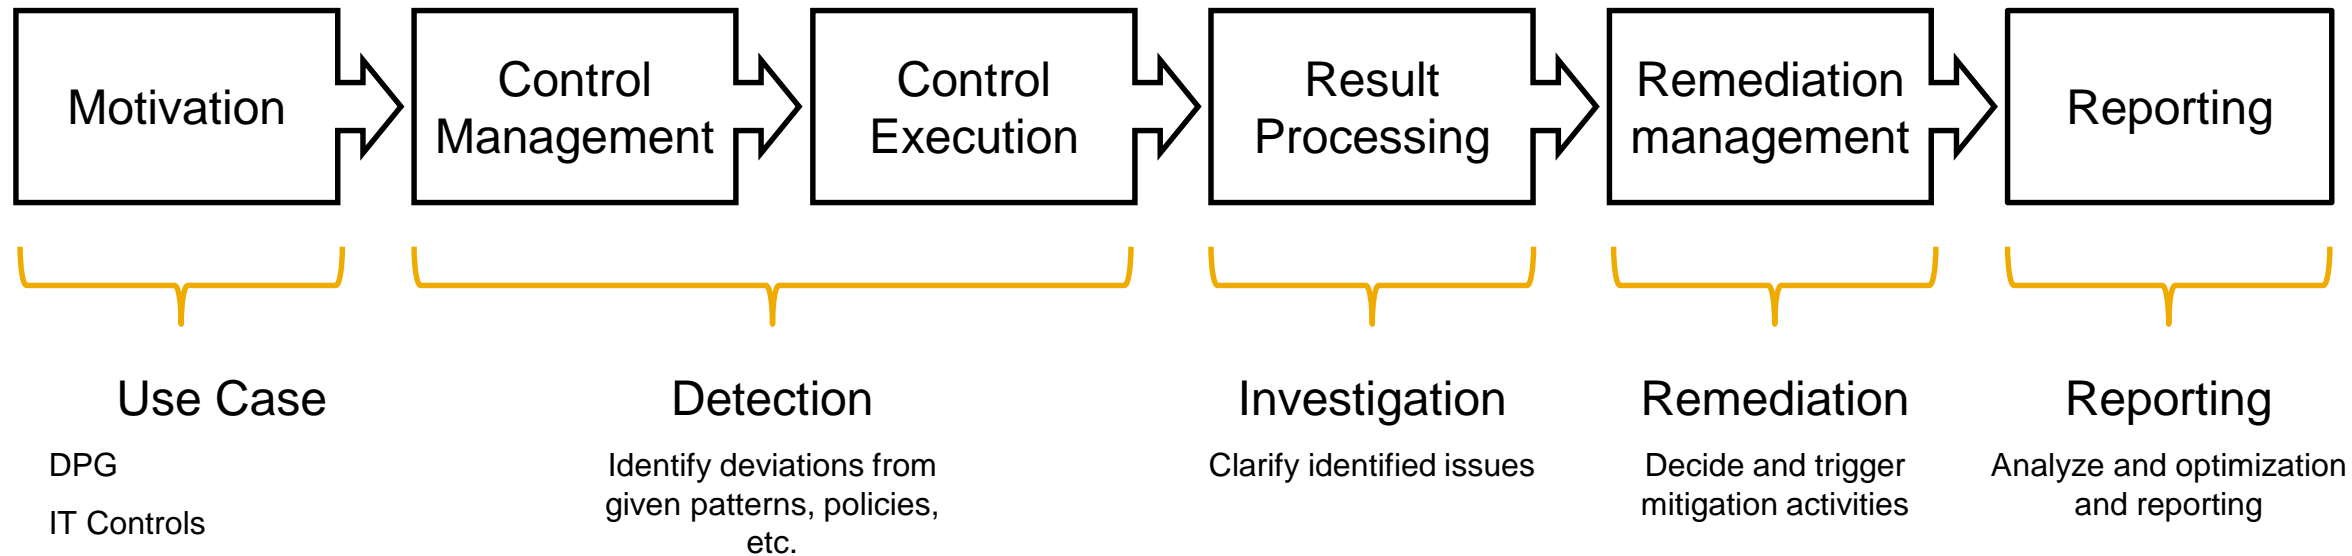 Motivation
Control
Management
Control
Execution
Result
Processing
Remediation
management
Reporting
Use Case
DPG
IT Controls
Detection
Identify deviations from
given patterns, policies,
etc.
Investigation
Clarify identified issues
Remediation
Decide and trigger
mitigation activities
Reporting
Analyze and optimization
and reporting